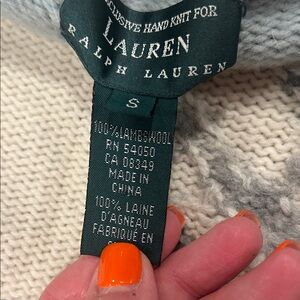 EXCLUSIVE HAND KNIT FOR
LAUREN
RALPH LAUREN
S
100%LAMBSWOOL
RN 54050
CA 08349
MADE IN
CHINA
100% LAINE
D'AGNEAU
FABRIQUÉ EN